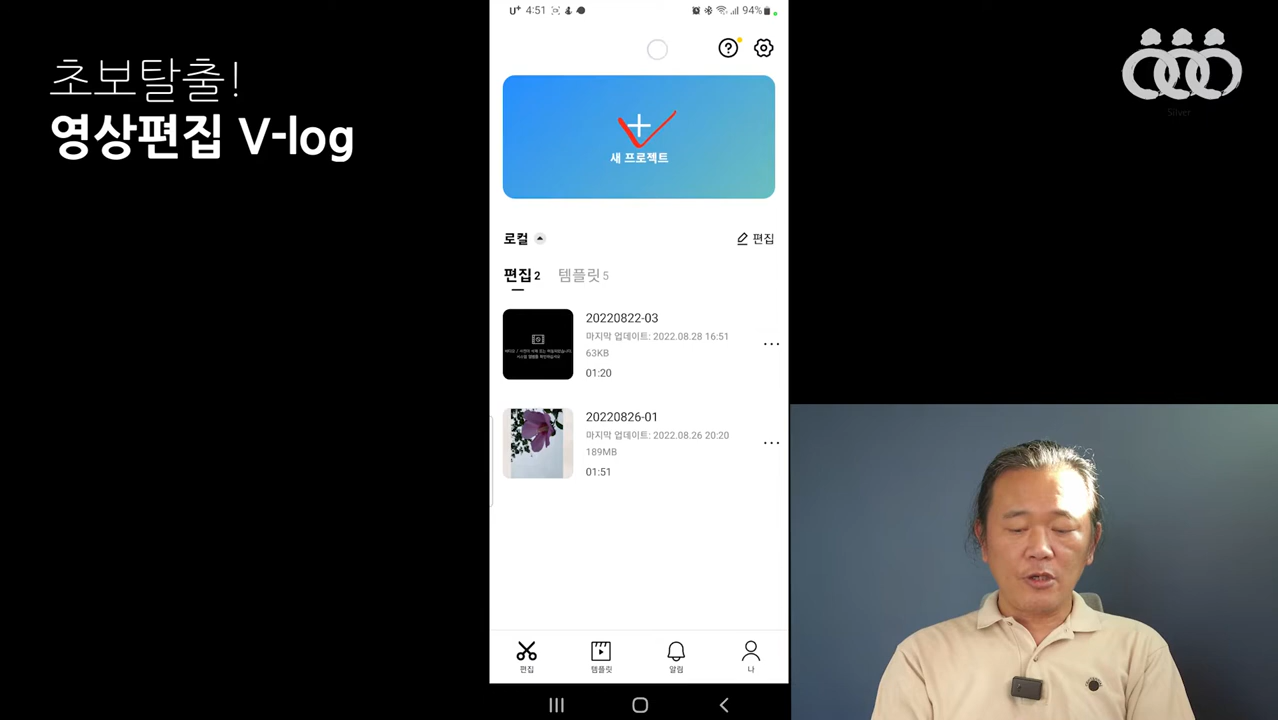 초보탈출!
영상편집 V-log
U+ 4:51
94%
새 프로젝트
로컬
편집
편집 2
템플릿 5
20220822-03
마지막 업데이트: 2022.08.28 16:51
63KB
01:20
20220826-01
마지막 업데이트: 2022.08.26 20:20
189MB
01:51
편집
템플릿
알림
나
Silver